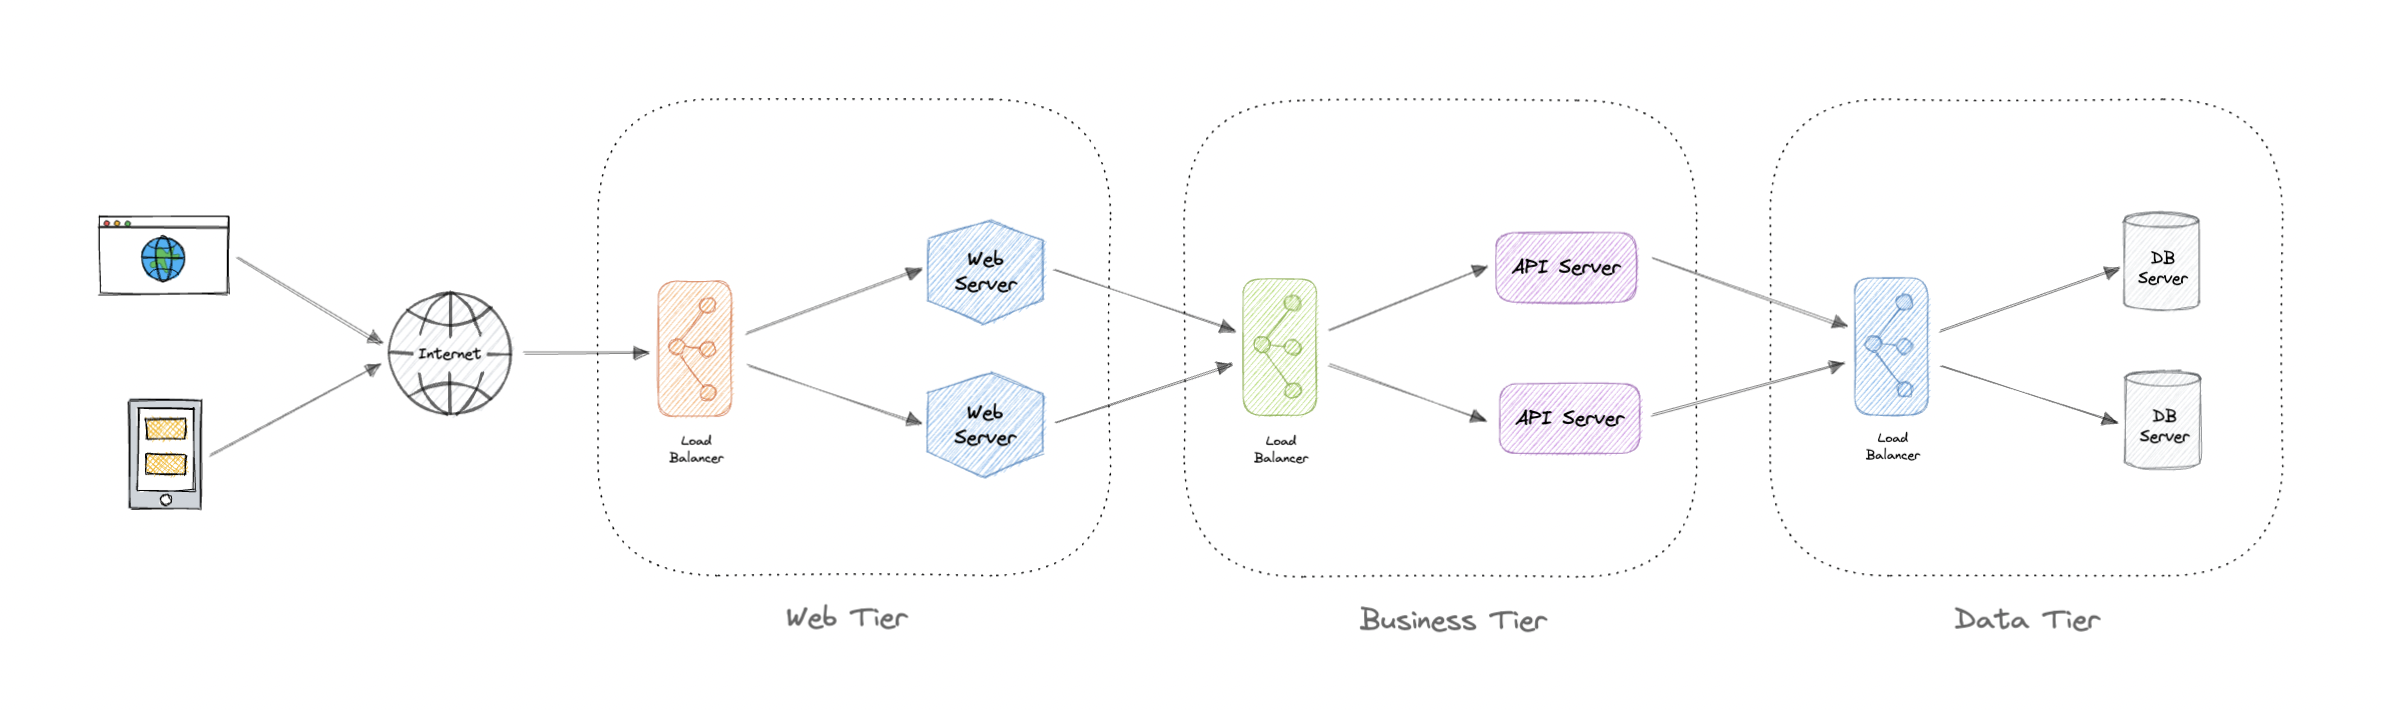 Internet
Load
Balancer
Web
Server
Web
Server
Web Tier
Load
Balancer
API Server
API Server
Business Tier
Load
Balancer
DB
Server
DB
Server
Data Tier